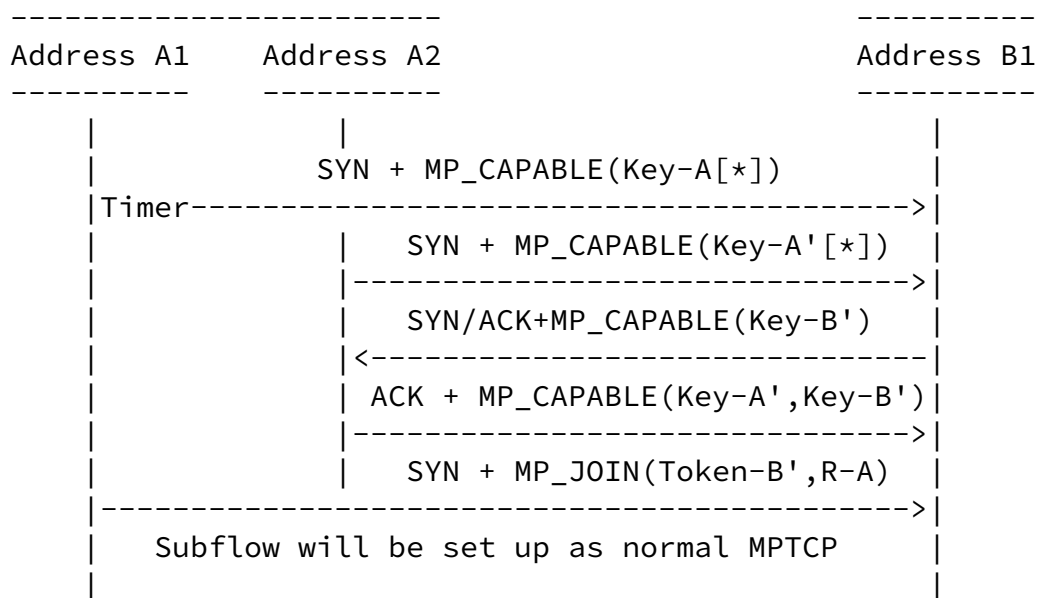 Address A1 Address A2 Address B1
SYN + MP_CAPABLE(Key-A[*])
Timer
SYN + MP_CAPABLE(Key-A'[*])
SYN/ACK+MP_CAPABLE(Key-B')
ACK + MP_CAPABLE(Key-A',Key-B')
SYN + MP_JOIN(Token-B',R-A)
Subflow will be set up as normal MPTCP